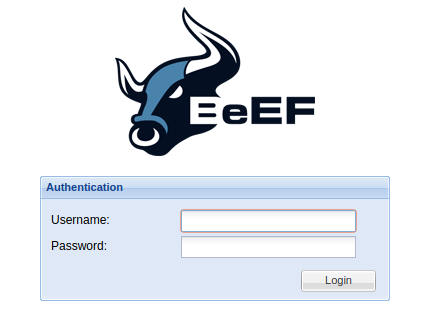 BeEF
Authentication
Username:
Password:
Login